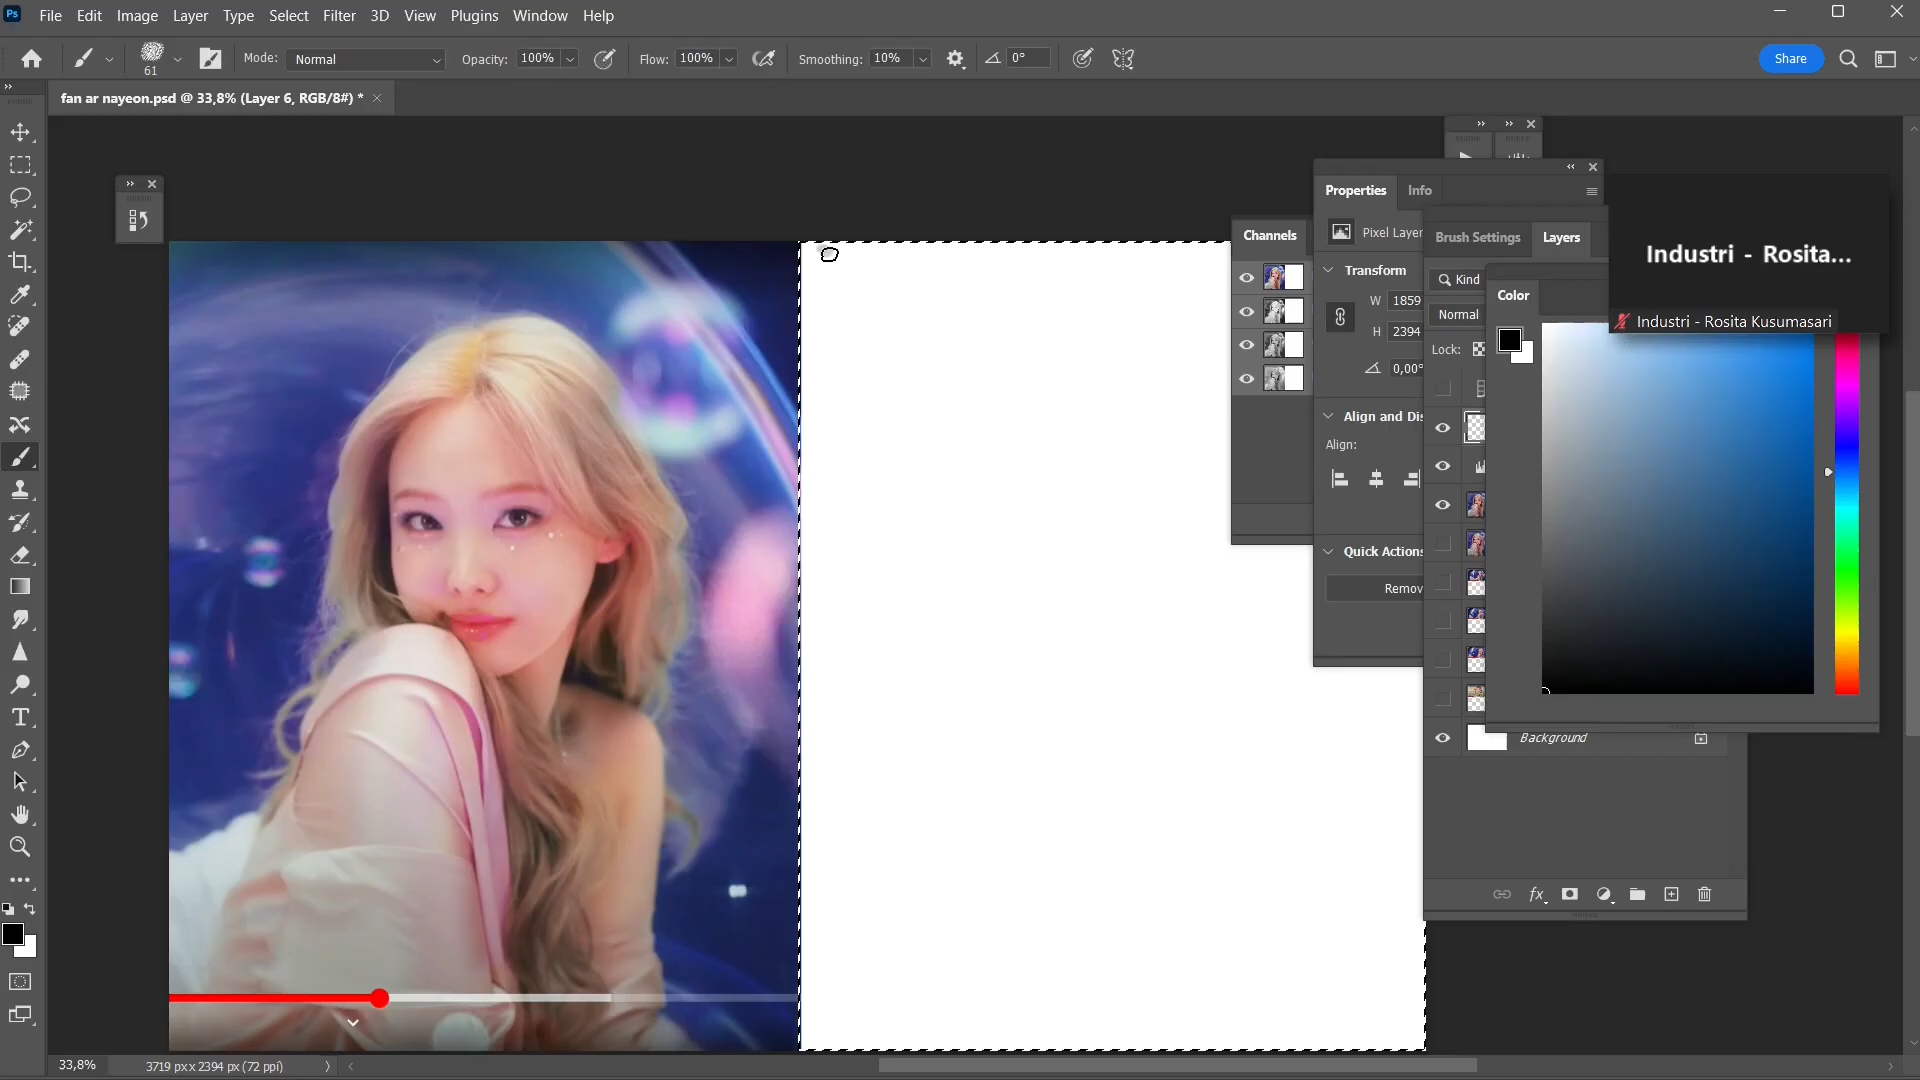 Ps File Edit Image Layer Type Select Filter 3D View Plugins Window Help
61 Mode: Normal Opacity: 100% Flow: 100% Smoothing: 10% 0° Share
fan ar nayeon.psd @ 33,8% (Layer 6, RGB/8#) *
Properties Info
Channels
Pixel Layer
Brush Settings Layers
Industri - Rosita...
Transform
Kind
W 1859
Color
Normal
Industri - Rosita Kusumasari
H 2394
Lock:
0,00°
Align and Dis
Align:
Quick Actions
Remov
Background
fx
T
33,8% 3719 px x 2394 px (72 ppi)